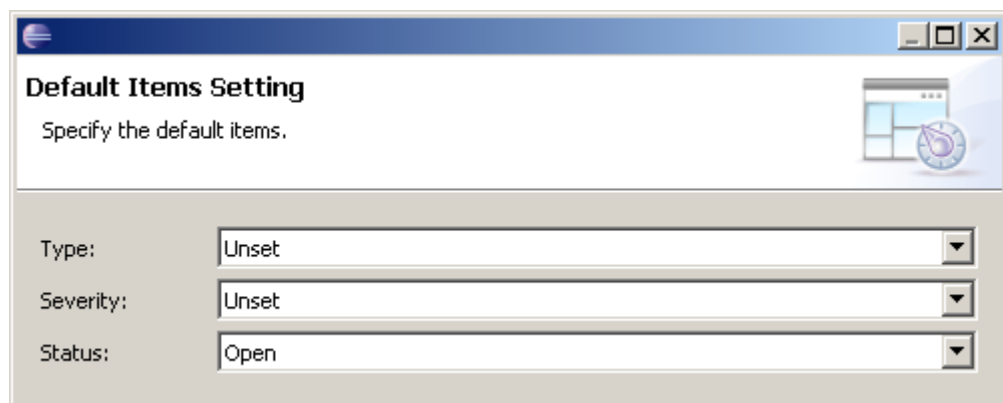 Default Items Setting
Specify the default items.
Type: Unset
Severity: Unset
Status: Open